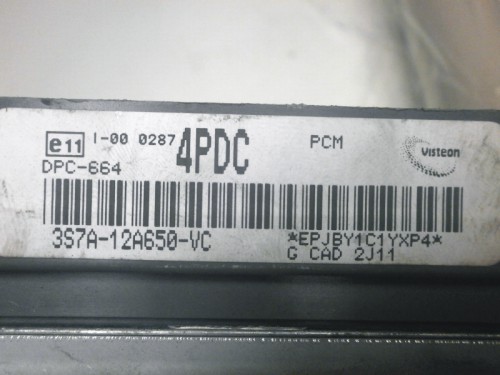 e11 I-00 0287 4PDC PCM Visteon
DPC-664
3S7A-12A650-VC *EPJBY1C1YXP4*
G CAD 2J11